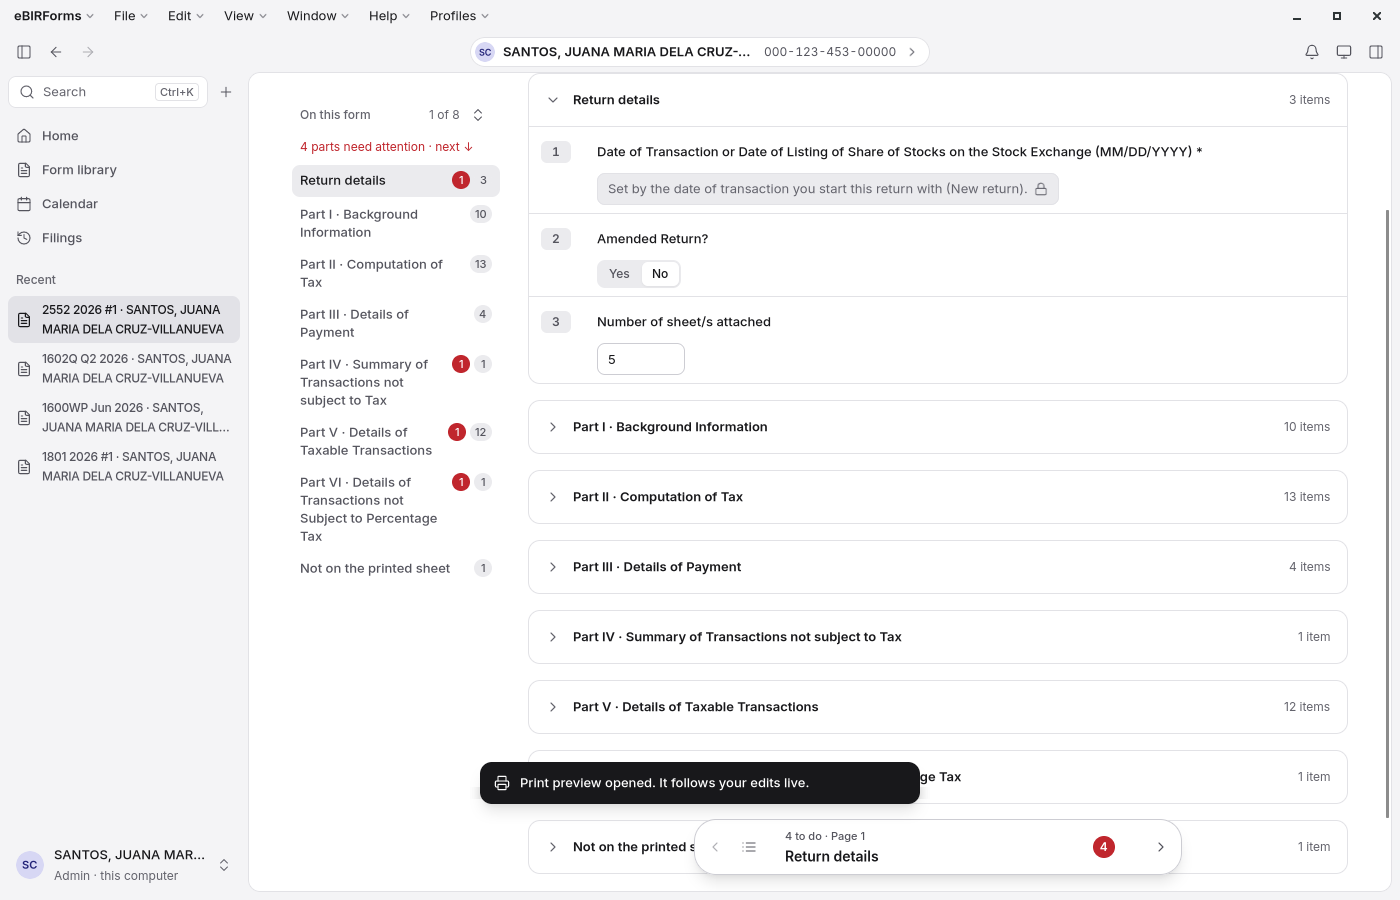 eBIRForms
File
Edit
View
Window
Help
Profiles
SC
SANTOS, JUANA MARIA DELA CRUZ-...
000-123-453-00000
Search
Ctrl+K
Home
Form library
Calendar
Filings
Recent
2552 2026 #1 · SANTOS, JUANA
MARIA DELA CRUZ-VILLANUEVA
1602Q Q2 2026 · SANTOS, JUANA
MARIA DELA CRUZ-VILLANUEVA
1600WP Jun 2026 · SANTOS,
JUANA MARIA DELA CRUZ-VILL...
1801 2026 #1 · SANTOS, JUANA
MARIA DELA CRUZ-VILLANUEVA
SC
SANTOS, JUANA MAR...
Admin · this computer
On this form
1 of 8
4 parts need attention · next ↓
Return details
1
3
Part I · Background
Information
10
Part II · Computation of
Tax
13
Part III · Details of
Payment
4
Part IV · Summary of
Transactions not
subject to Tax
1
1
Part V · Details of
Taxable Transactions
1
12
Part VI · Details of
Transactions not
Subject to Percentage
Tax
1
1
Not on the printed sheet
1
Return details
3 items
1
Date of Transaction or Date of Listing of Share of Stocks on the Stock Exchange (MM/DD/YYYY) *
Set by the date of transaction you start this return with (New return).
2
Amended Return?
Yes
No
3
Number of sheet/s attached
5
Part I · Background Information
10 items
Part II · Computation of Tax
13 items
Part III · Details of Payment
4 items
Part IV · Summary of Transactions not subject to Tax
1 item
Part V · Details of Taxable Transactions
12 items
ge Tax
1 item
Print preview opened. It follows your edits live.
Not on the printed s
1 item
4 to do · Page 1
Return details
4